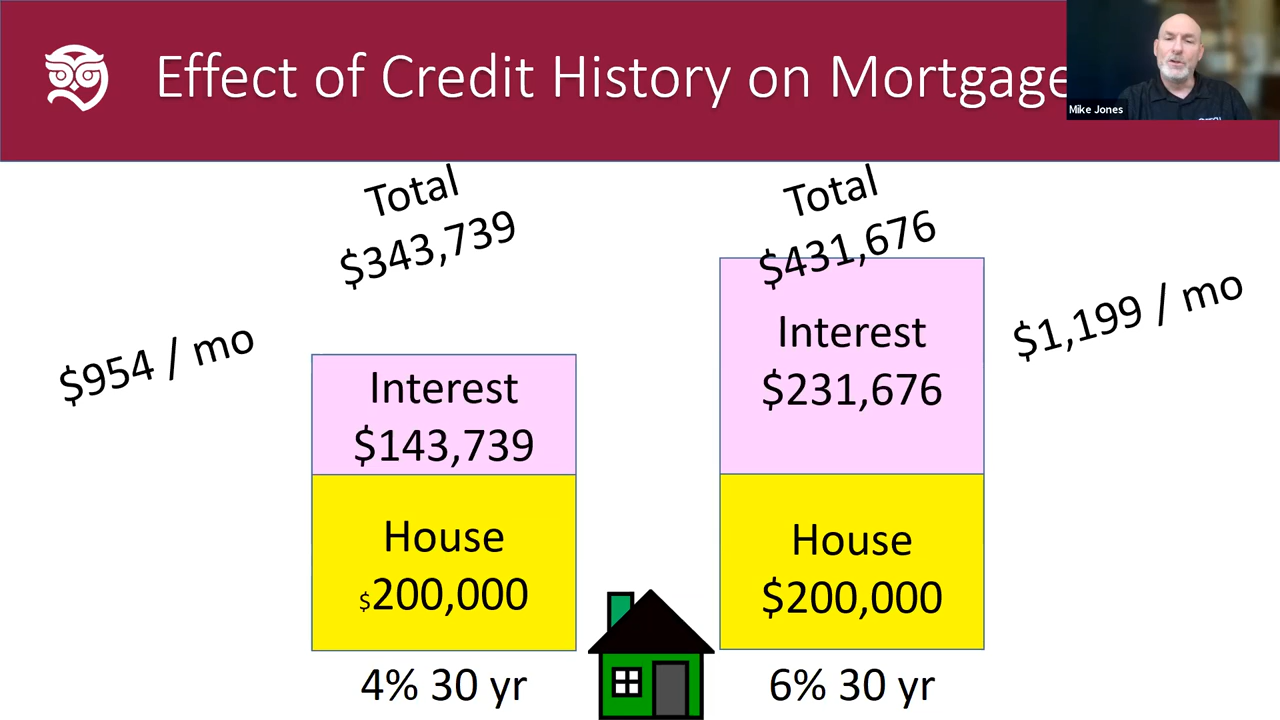 Effect of Credit History on Mortgage
Mike Jones
Total
$343,739
Total
$431,676
$954 / mo
$1,199 / mo
Interest
$143,739
Interest
$231,676
House
$200,000
House
$200,000
4% 30 yr
6% 30 yr